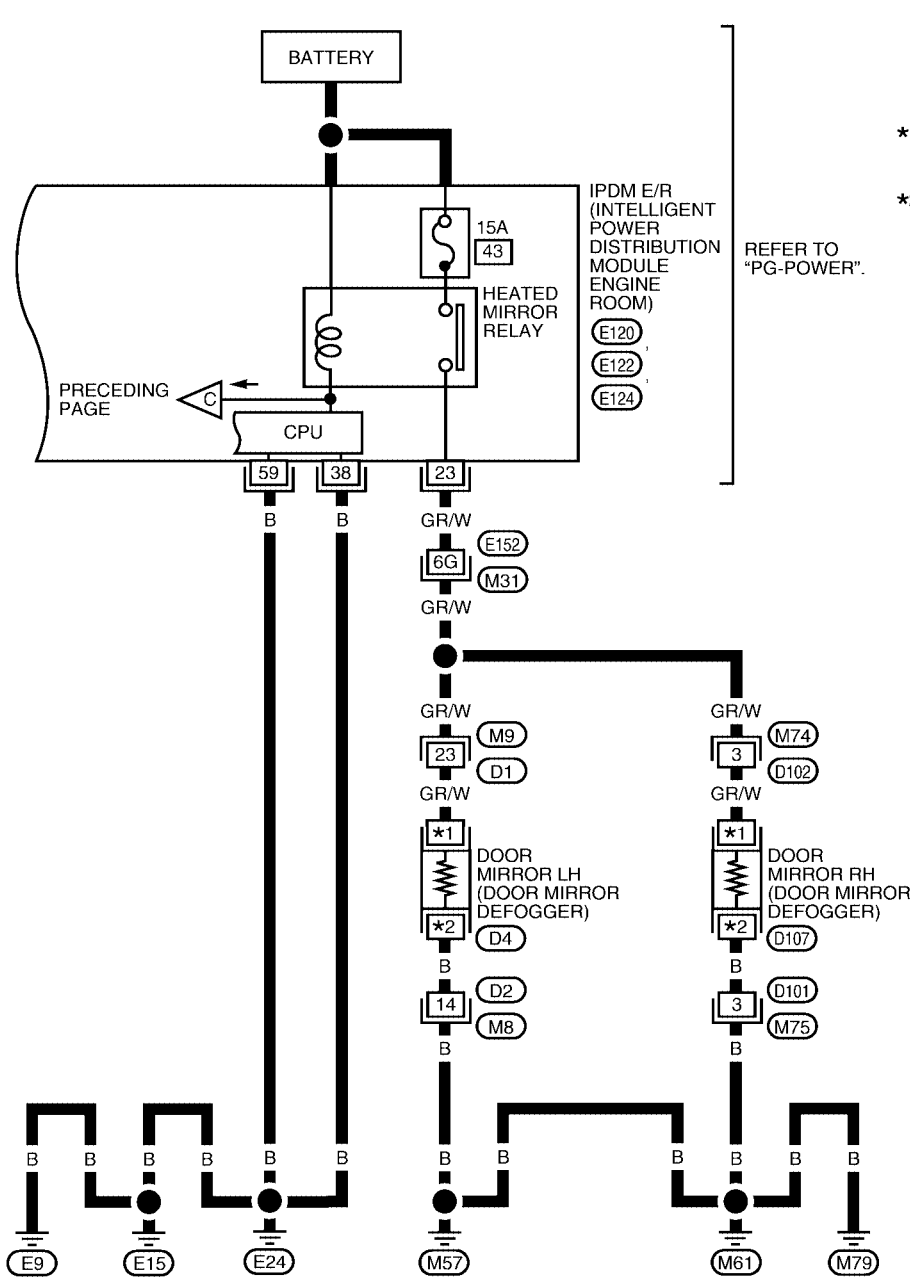 BATTERY
*
*
IPDM E/R
(INTELLIGENT
POWER
DISTRIBUTION
MODULE
ENGINE
ROOM)
E120 ,
E122 ,
E124
REFER TO
“PG-POWER”.
15A
43
HEATED
MIRROR
RELAY
PRECEDING
PAGE
C
CPU
59 38 23
B B GR/W
6G
E152
M31
GR/W
GR/W GR/W
23
M9
D1
3
M74
D102
GR/W GR/W
*1 *1
DOOR
MIRROR LH
(DOOR MIRROR
DEFOGGER)
DOOR
MIRROR RH
(DOOR MIRROR
DEFOGGER)
*2 D4
*2 D107
B B
14
D2
M8
3
D101
M75
B B
B B B B B B B B B B B B
E9 E15 E24 M57 M61 M79